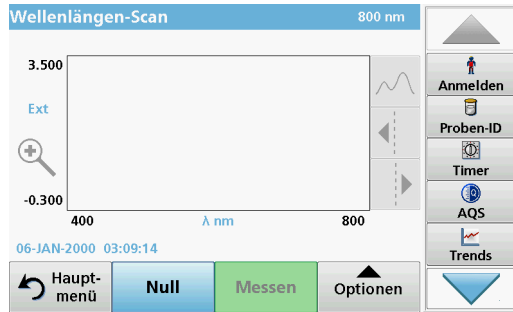 Wellenlängen-Scan 800 nm
3.500
Ext
-0.300
400 λ nm 800
06-JAN-2000 03:09:14
Haupt-
menü
Null
Messen
Optionen
Anmelden
Proben-ID
Timer
AQS
Trends